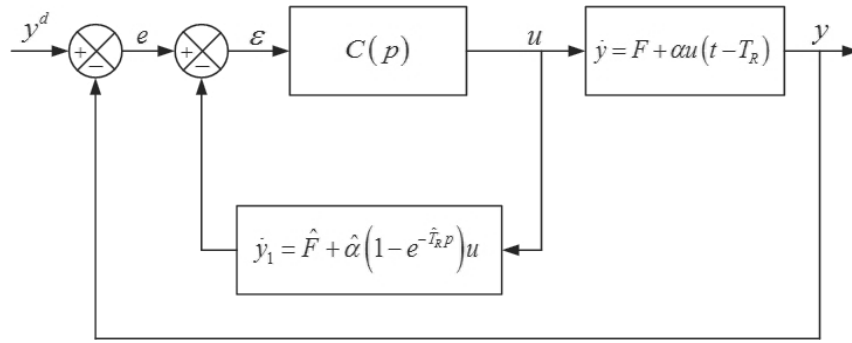 y^d
+
−
e
+
−
ε
C(p)
u
ẏ = F + αu(t − T_R)
y
ẏ_1 = F̂ + α̂(1 − e^{−T̂_R p})u